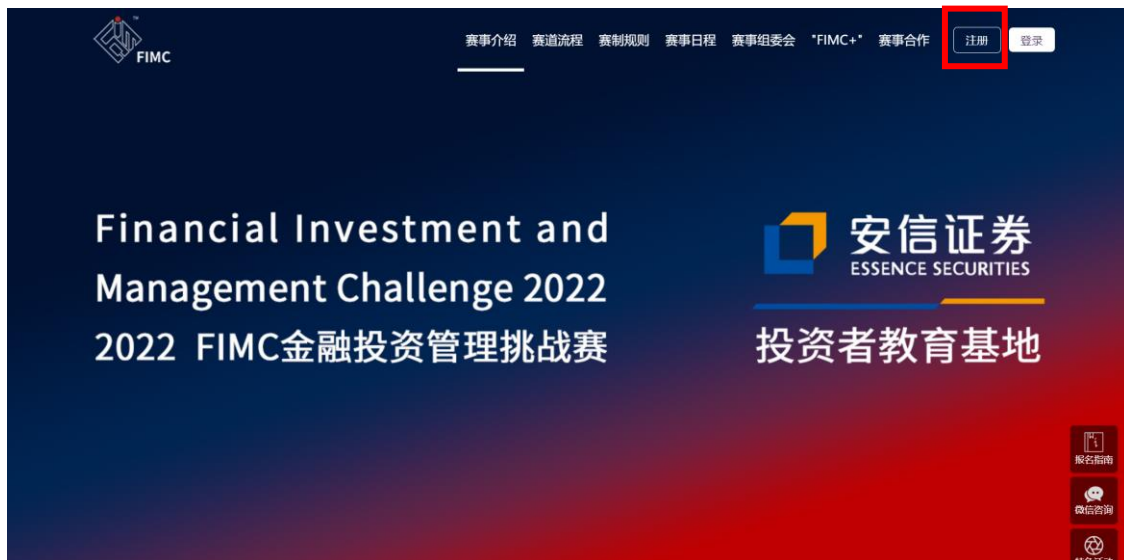 FIMC
赛事介绍 赛道流程 赛制规则 赛事日程 赛事组委会 "FIMC+" 赛事合作 注册 登录
Financial Investment and
Management Challenge 2022
2022 FIMC金融投资管理挑战赛
安信证券
ESSENCE SECURITIES
投资者教育基地
报名指南
微信咨询